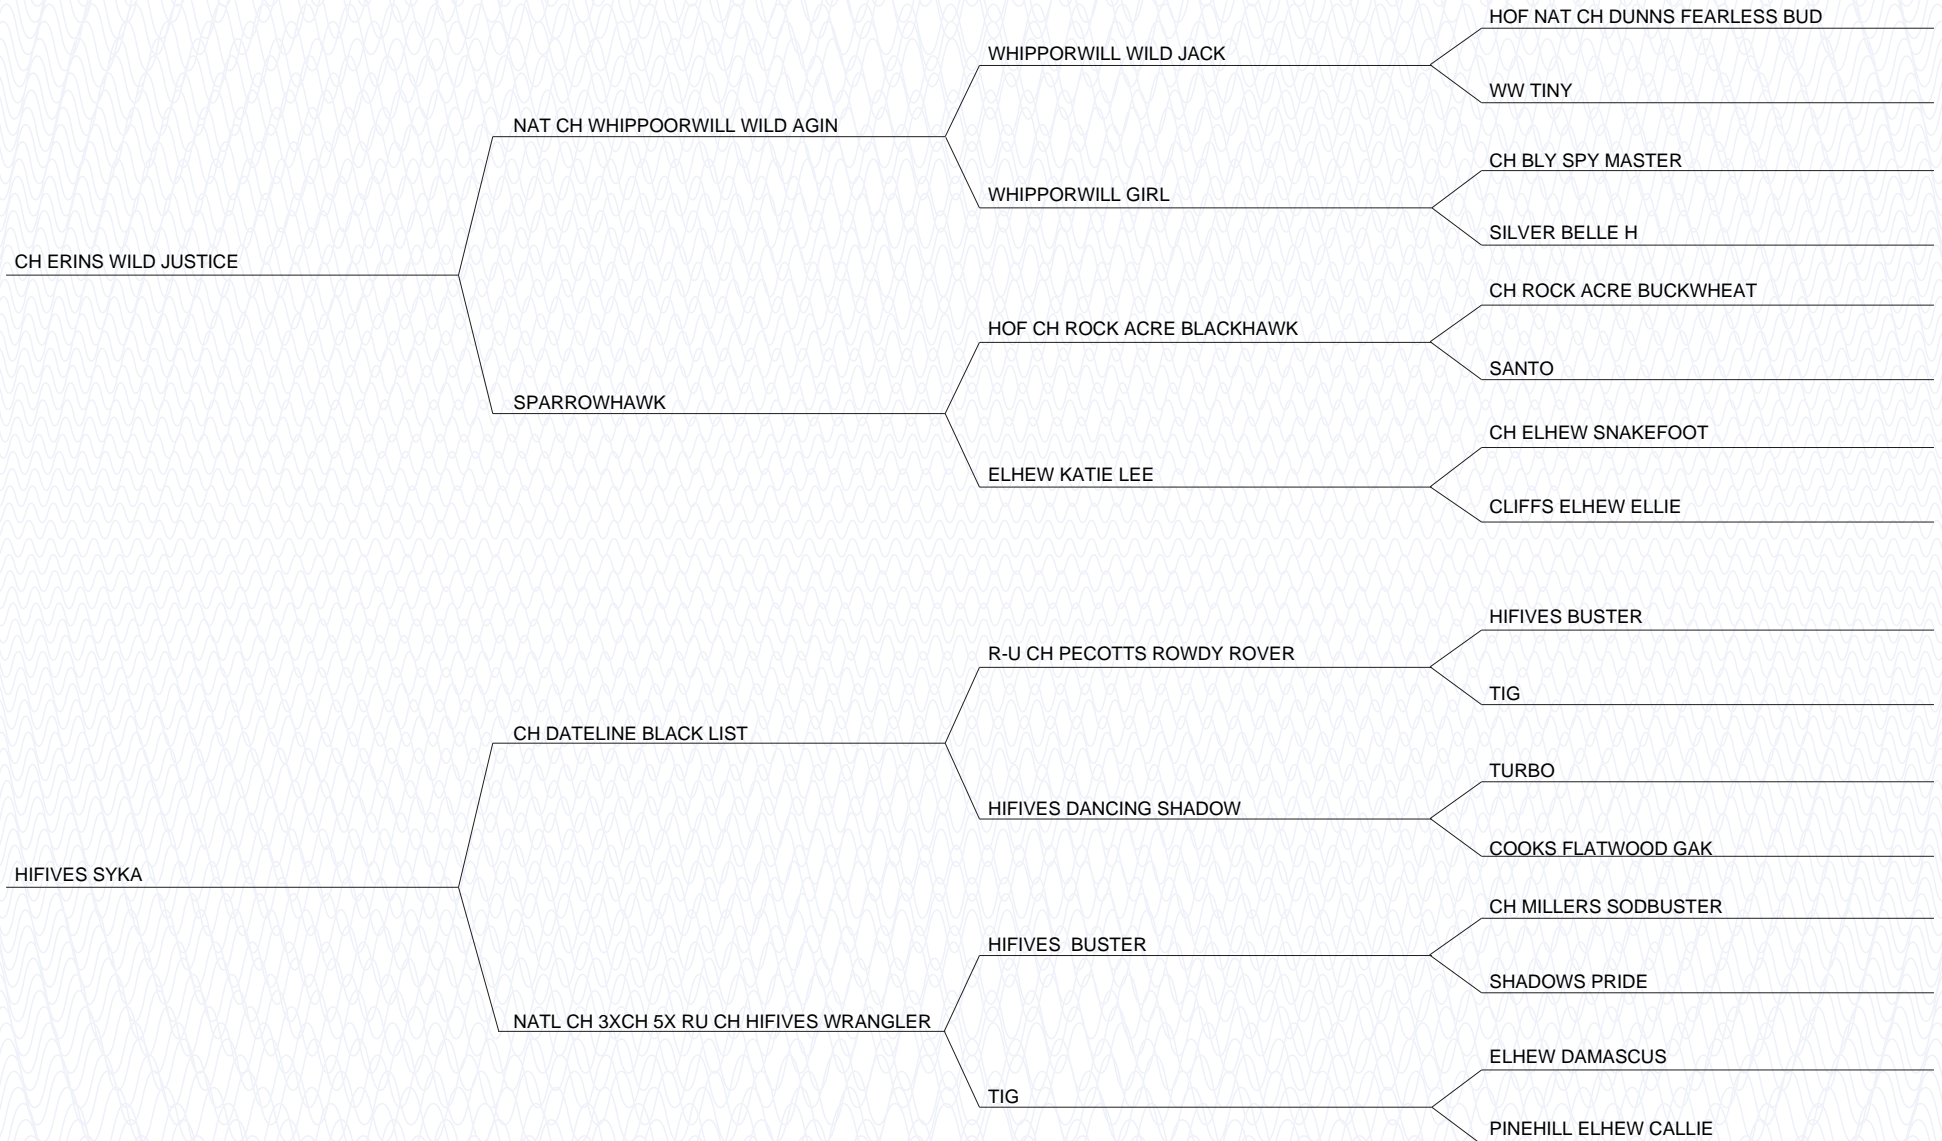 HOF NAT CH DUNNS FEARLESS BUD
WHIPPORWILL WILD JACK
WW TINY
NAT CH WHIPPOORWILL WILD AGIN
CH BLY SPY MASTER
WHIPPORWILL GIRL
SILVER BELLE H
CH ERINS WILD JUSTICE
CH ROCK ACRE BUCKWHEAT
HOF CH ROCK ACRE BLACKHAWK
SANTO
SPARROWHAWK
CH ELHEW SNAKEFOOT
ELHEW KATIE LEE
CLIFFS ELHEW ELLIE
HIFIVES BUSTER
R-U CH PECOTTS ROWDY ROVER
TIG
CH DATELINE BLACK LIST
TURBO
HIFIVES DANCING SHADOW
COOKS FLATWOOD GAK
HIFIVES SYKA
CH MILLERS SODBUSTER
HIFIVES  BUSTER
SHADOWS PRIDE
NATL CH 3XCH 5X RU CH HIFIVES WRANGLER
ELHEW DAMASCUS
TIG
PINEHILL ELHEW CALLIE